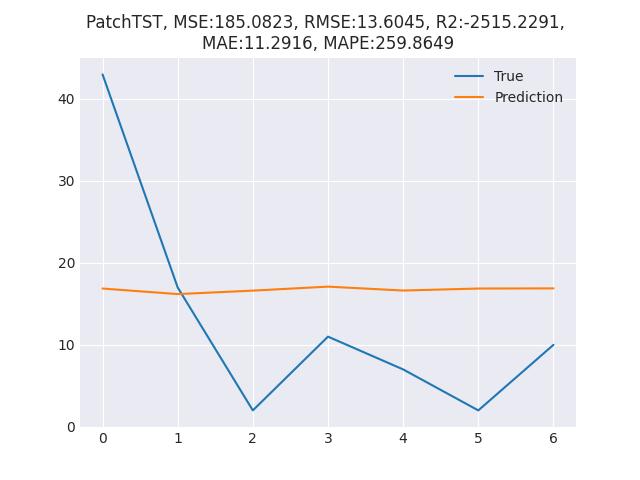 PatchTST, MSE:185.0823, RMSE:13.6045, R2:-2515.2291,
MAE:11.2916, MAPE:259.8649
True
Prediction
40
30
20
10
0
0 1 2 3 4 5 6